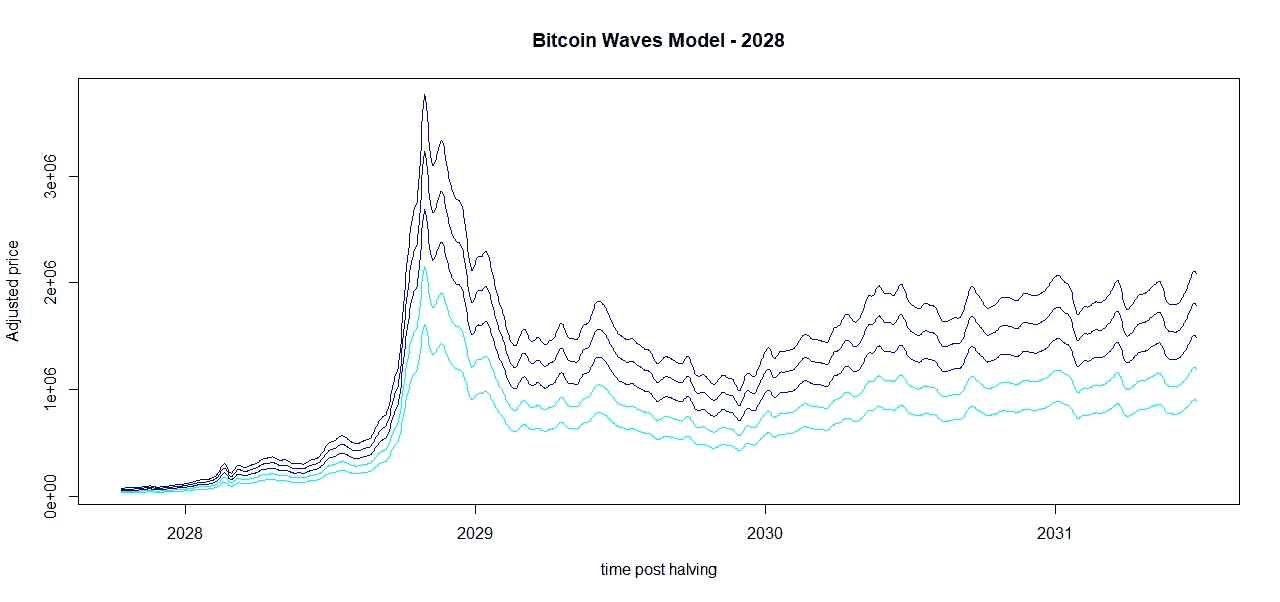 Bitcoin Waves Model - 2028
Adjusted price
3e+06
2e+06
1e+06
0e+00
2028 2029 2030 2031
time post halving